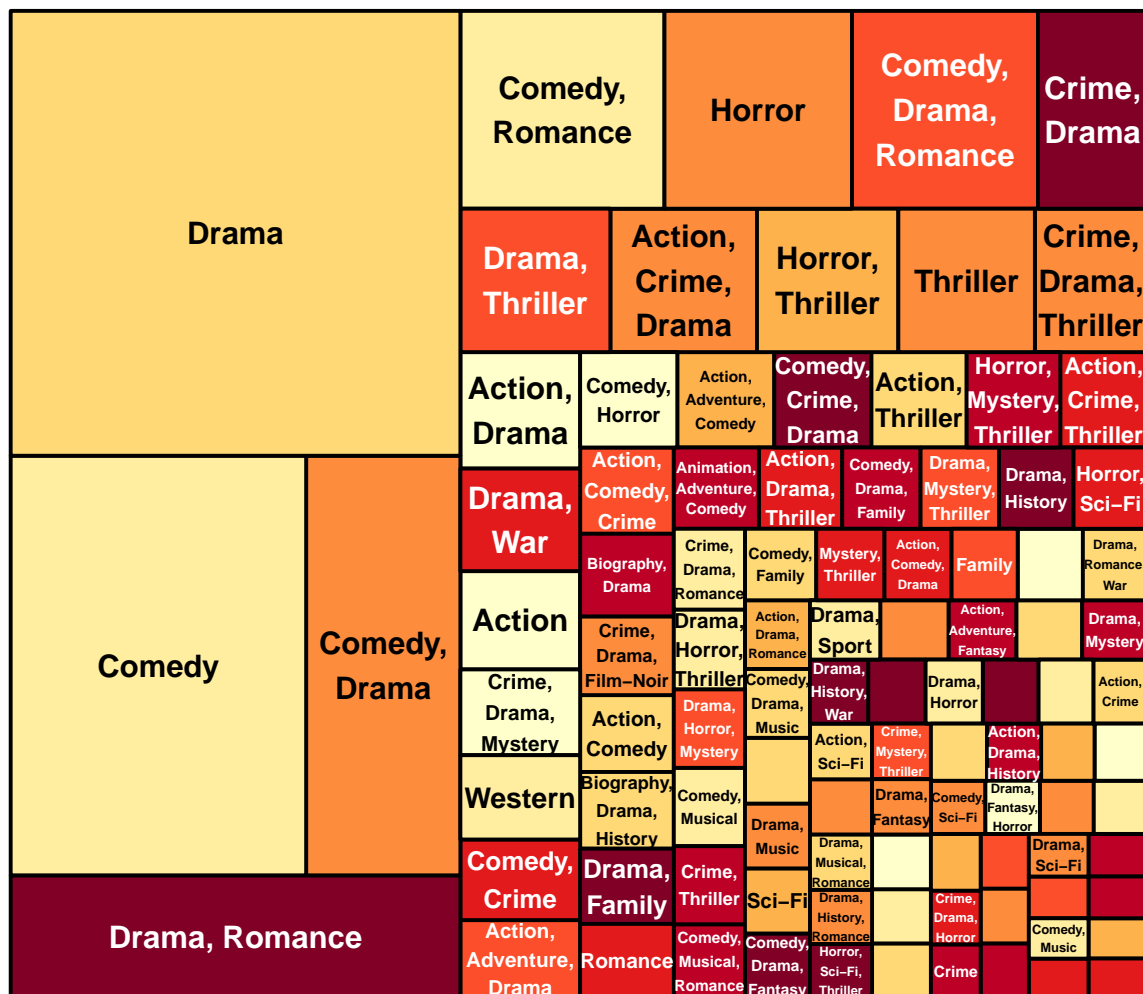 Drama
Comedy
Comedy,
Drama
Drama, Romance
Comedy,
Romance
Horror
Comedy,
Drama,
Romance
Crime,
Drama
Drama,
Thriller
Action,
Crime,
Drama
Horror,
Thriller
Thriller
Crime,
Drama,
Thriller
Action,
Drama
Drama,
War
Action
Crime,
Drama,
Mystery
Western
Comedy,
Crime
Action,
Adventure,
Drama
Comedy,
Horror
Action,
Adventure,
Comedy
Comedy,
Crime,
Drama
Action,
Thriller
Horror,
Mystery,
Thriller
Action,
Crime,
Thriller
Action,
Comedy,
Crime
Animation,
Adventure,
Comedy
Action,
Drama,
Thriller
Comedy,
Drama,
Family
Drama,
Mystery,
Thriller
Drama,
History
Horror,
Sci−Fi
Biography,
Drama
Crime,
Drama,
Film−Noir
Action,
Comedy
Biography,
Drama,
History
Drama,
Family
Romance
Crime,
Drama,
Romance
Drama,
Horror,
Thriller
Drama,
Horror,
Mystery
Comedy,
Musical
Crime,
Thriller
Comedy,
Musical,
Romance
Comedy,
Family
Mystery,
Thriller
Action,
Comedy,
Drama
Family
Drama,
Romance,
War
Action,
Drama,
Romance
Comedy,
Drama,
Music
Drama,
Music
Sci−Fi
Comedy,
Drama,
Fantasy
Drama,
Sport
Action,
Adventure,
Fantasy
Drama,
Mystery
Drama,
History,
War
Drama,
Horror
Action,
Crime
Action,
Sci−Fi
Crime,
Mystery,
Thriller
Action,
Drama,
History
Drama,
Fantasy
Comedy,
Sci−Fi
Drama,
Fantasy,
Horror
Drama,
Musical,
Romance
Drama,
History,
Romance
Horror,
Sci−Fi,
Thriller
Crime,
Drama,
Horror
Crime
Drama,
Sci−Fi
Comedy,
Music